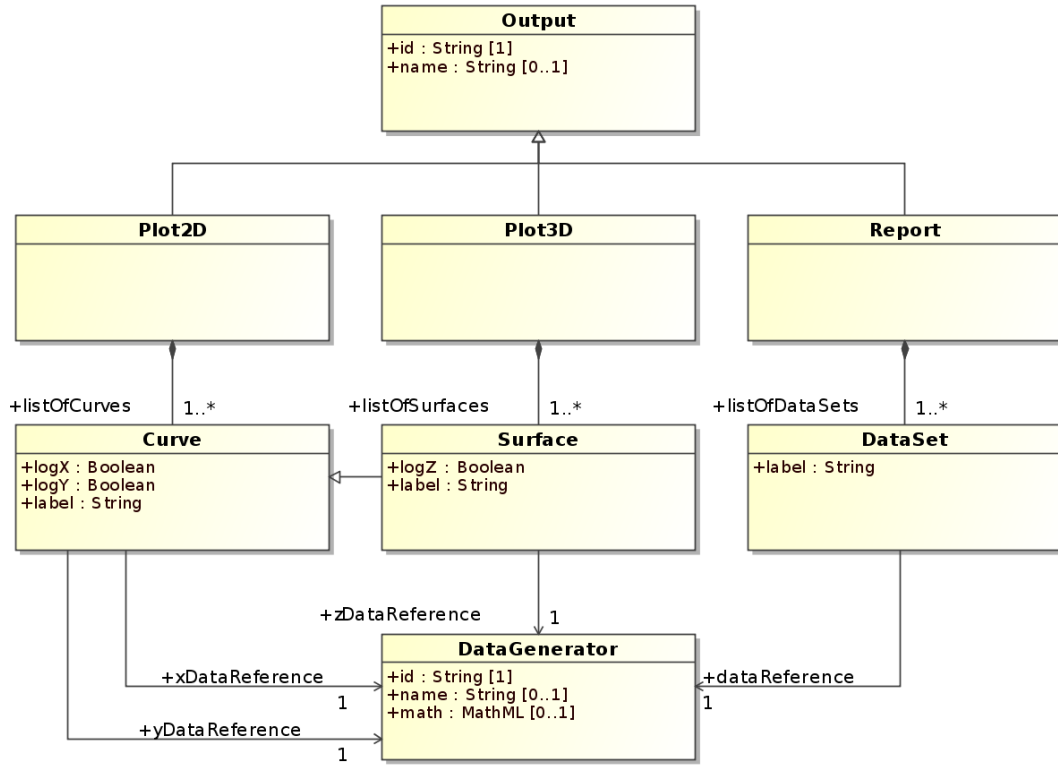 Output
+id : String [1]
+name : String [0..1]
Plot2D
Plot3D
Report
+listOfCurves
1..*
+listOfSurfaces
1..*
+listOfDataSets
1..*
Curve
+logX : Boolean
+logY : Boolean
+label : String
Surface
+logZ : Boolean
+label : String
DataSet
+label : String
+zDataReference
1
DataGenerator
+id : String [1]
+name : String [0..1]
+math : MathML [0..1]
+xDataReference
1
+yDataReference
1
+dataReference
1